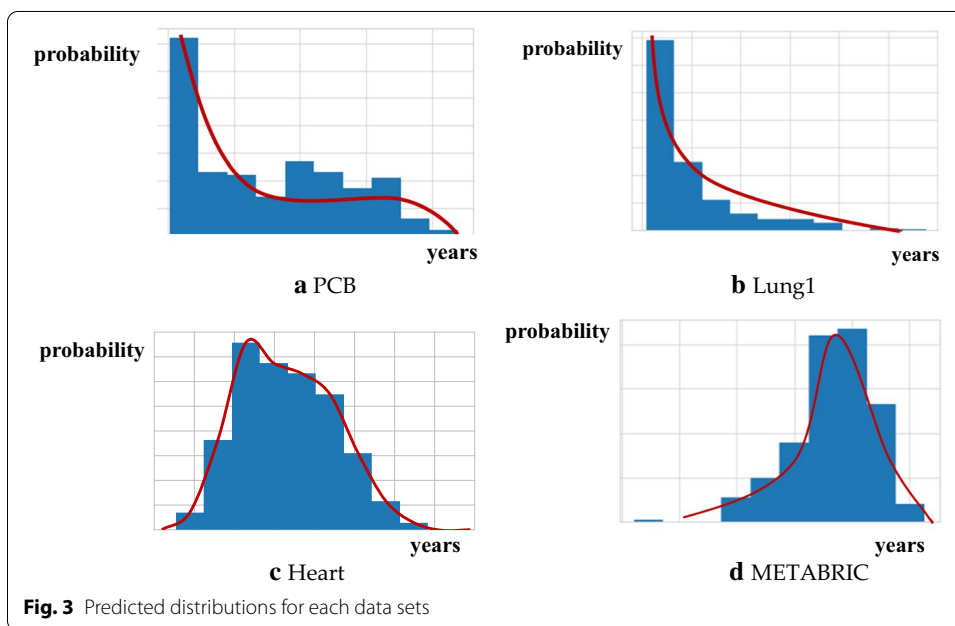 probability
years
a PCB
probability
years
b Lung1
probability
years
c Heart
probability
years
d METABRIC
Fig. 3 Predicted distributions for each data sets